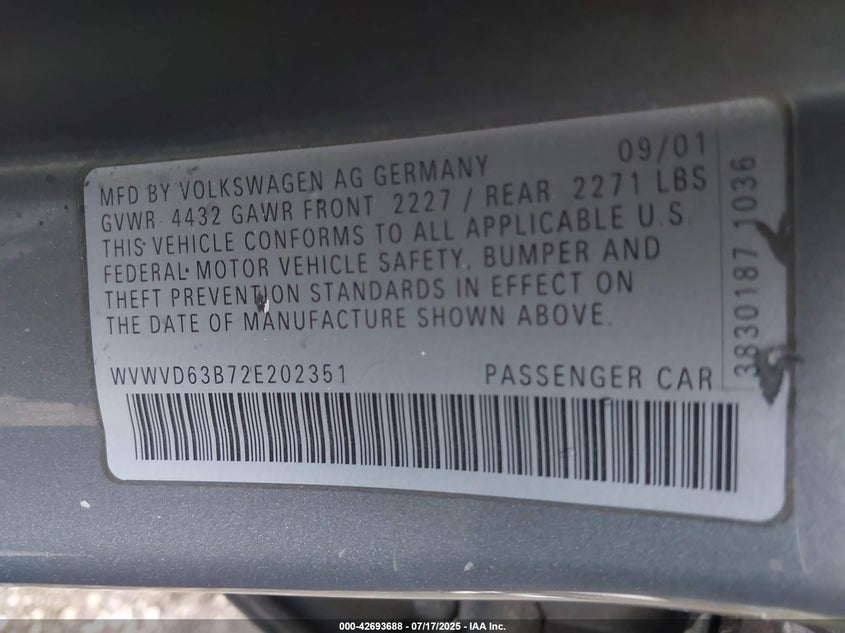 09/01
MFD BY VOLKSWAGEN AG GERMANY
GVWR 4432 GAWR FRONT 2227 / REAR 2271 LBS
THIS VEHICLE CONFORMS TO ALL APPLICABLE U.S.
FEDERAL MOTOR VEHICLE SAFETY, BUMPER AND
THEFT PREVENTION STANDARDS IN EFFECT ON
THE DATE OF MANUFACTURE SHOWN ABOVE.
WVWVD63B72E202351 PASSENGER CAR
3830187 1036
000-42693688 - 07/17/2025 - IAA Inc.